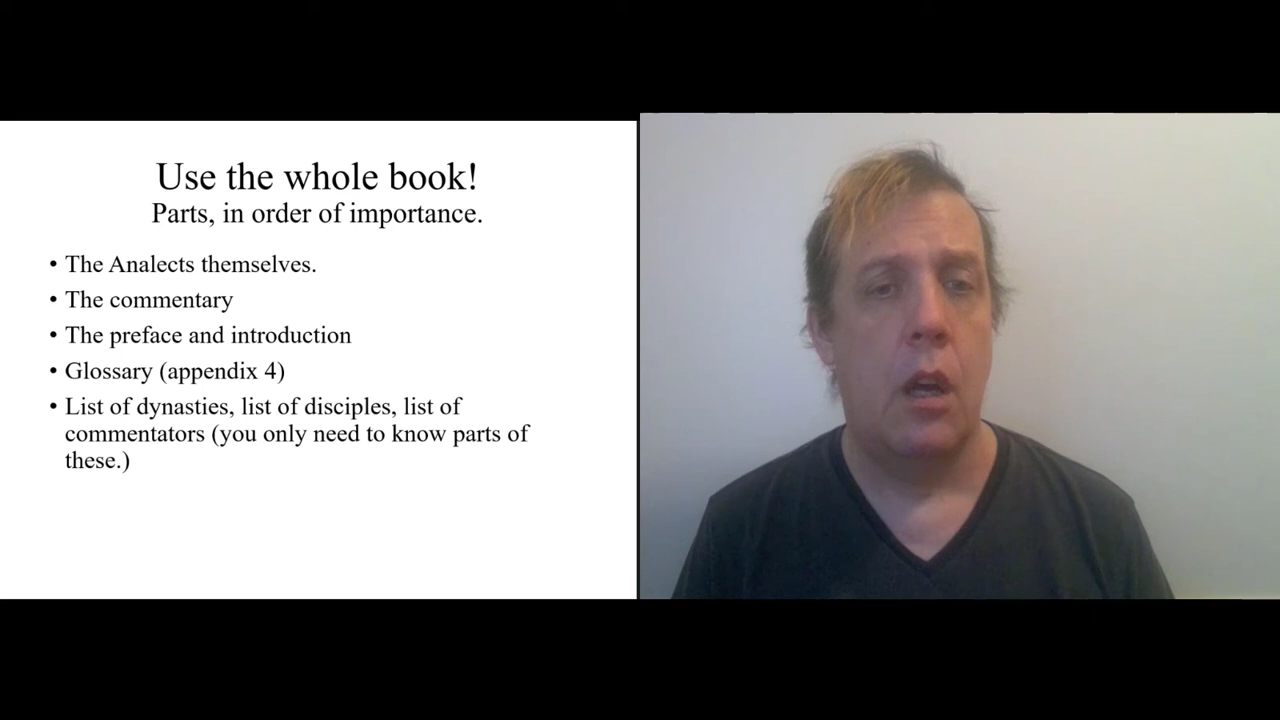 Use the whole book!
Parts, in order of importance.
• The Analects themselves.
• The commentary
• The preface and introduction
• Glossary (appendix 4)
• List of dynasties, list of disciples, list of
commentators (you only need to know parts of
these.)